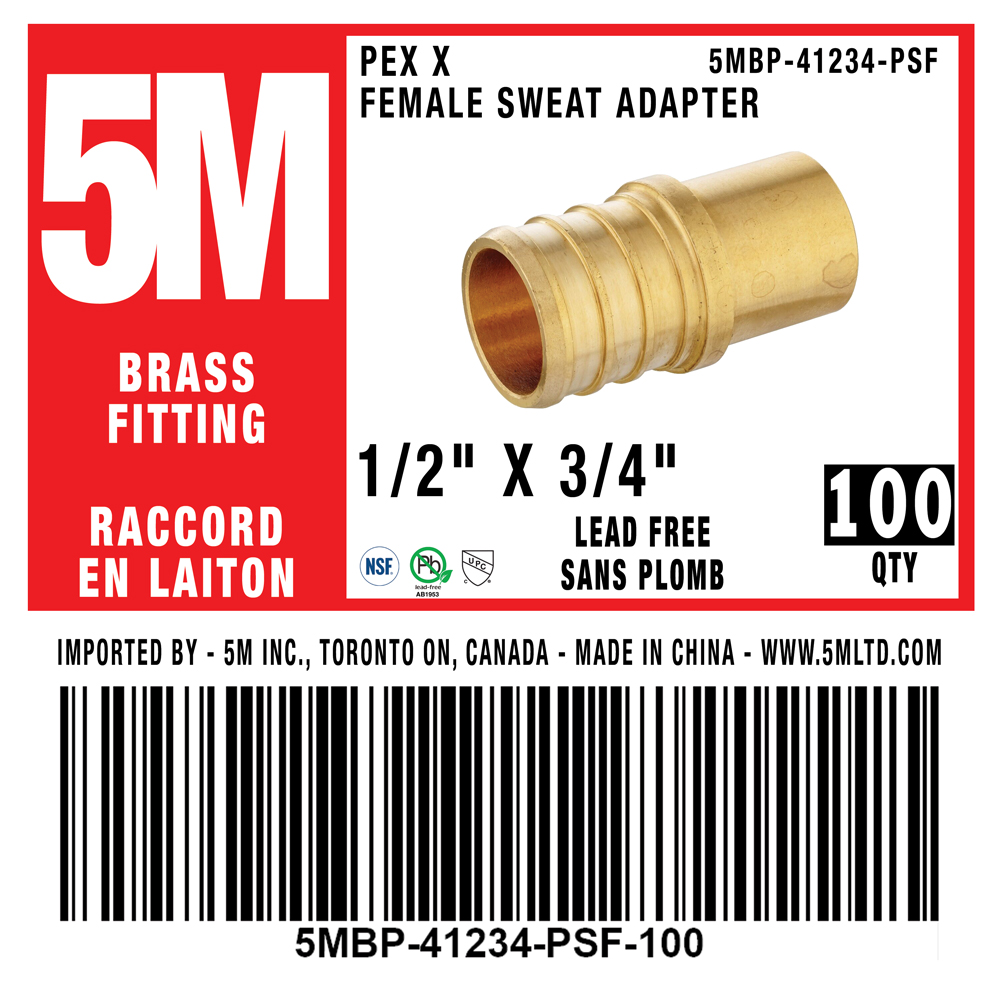 5M
BRASS
FITTING
RACCORD
EN LAITON
PEX X
5MBP-41234-PSF
FEMALE SWEAT ADAPTER
1/2" X 3/4"
LEAD FREE
SANS PLOMB
100
QTY
NSF
Pb
lead-free
AB1953
UPC
C ®
IMPORTED BY - 5M INC., TORONTO ON, CANADA - MADE IN CHINA - WWW.5MLTD.COM
5MBP-41234-PSF-100